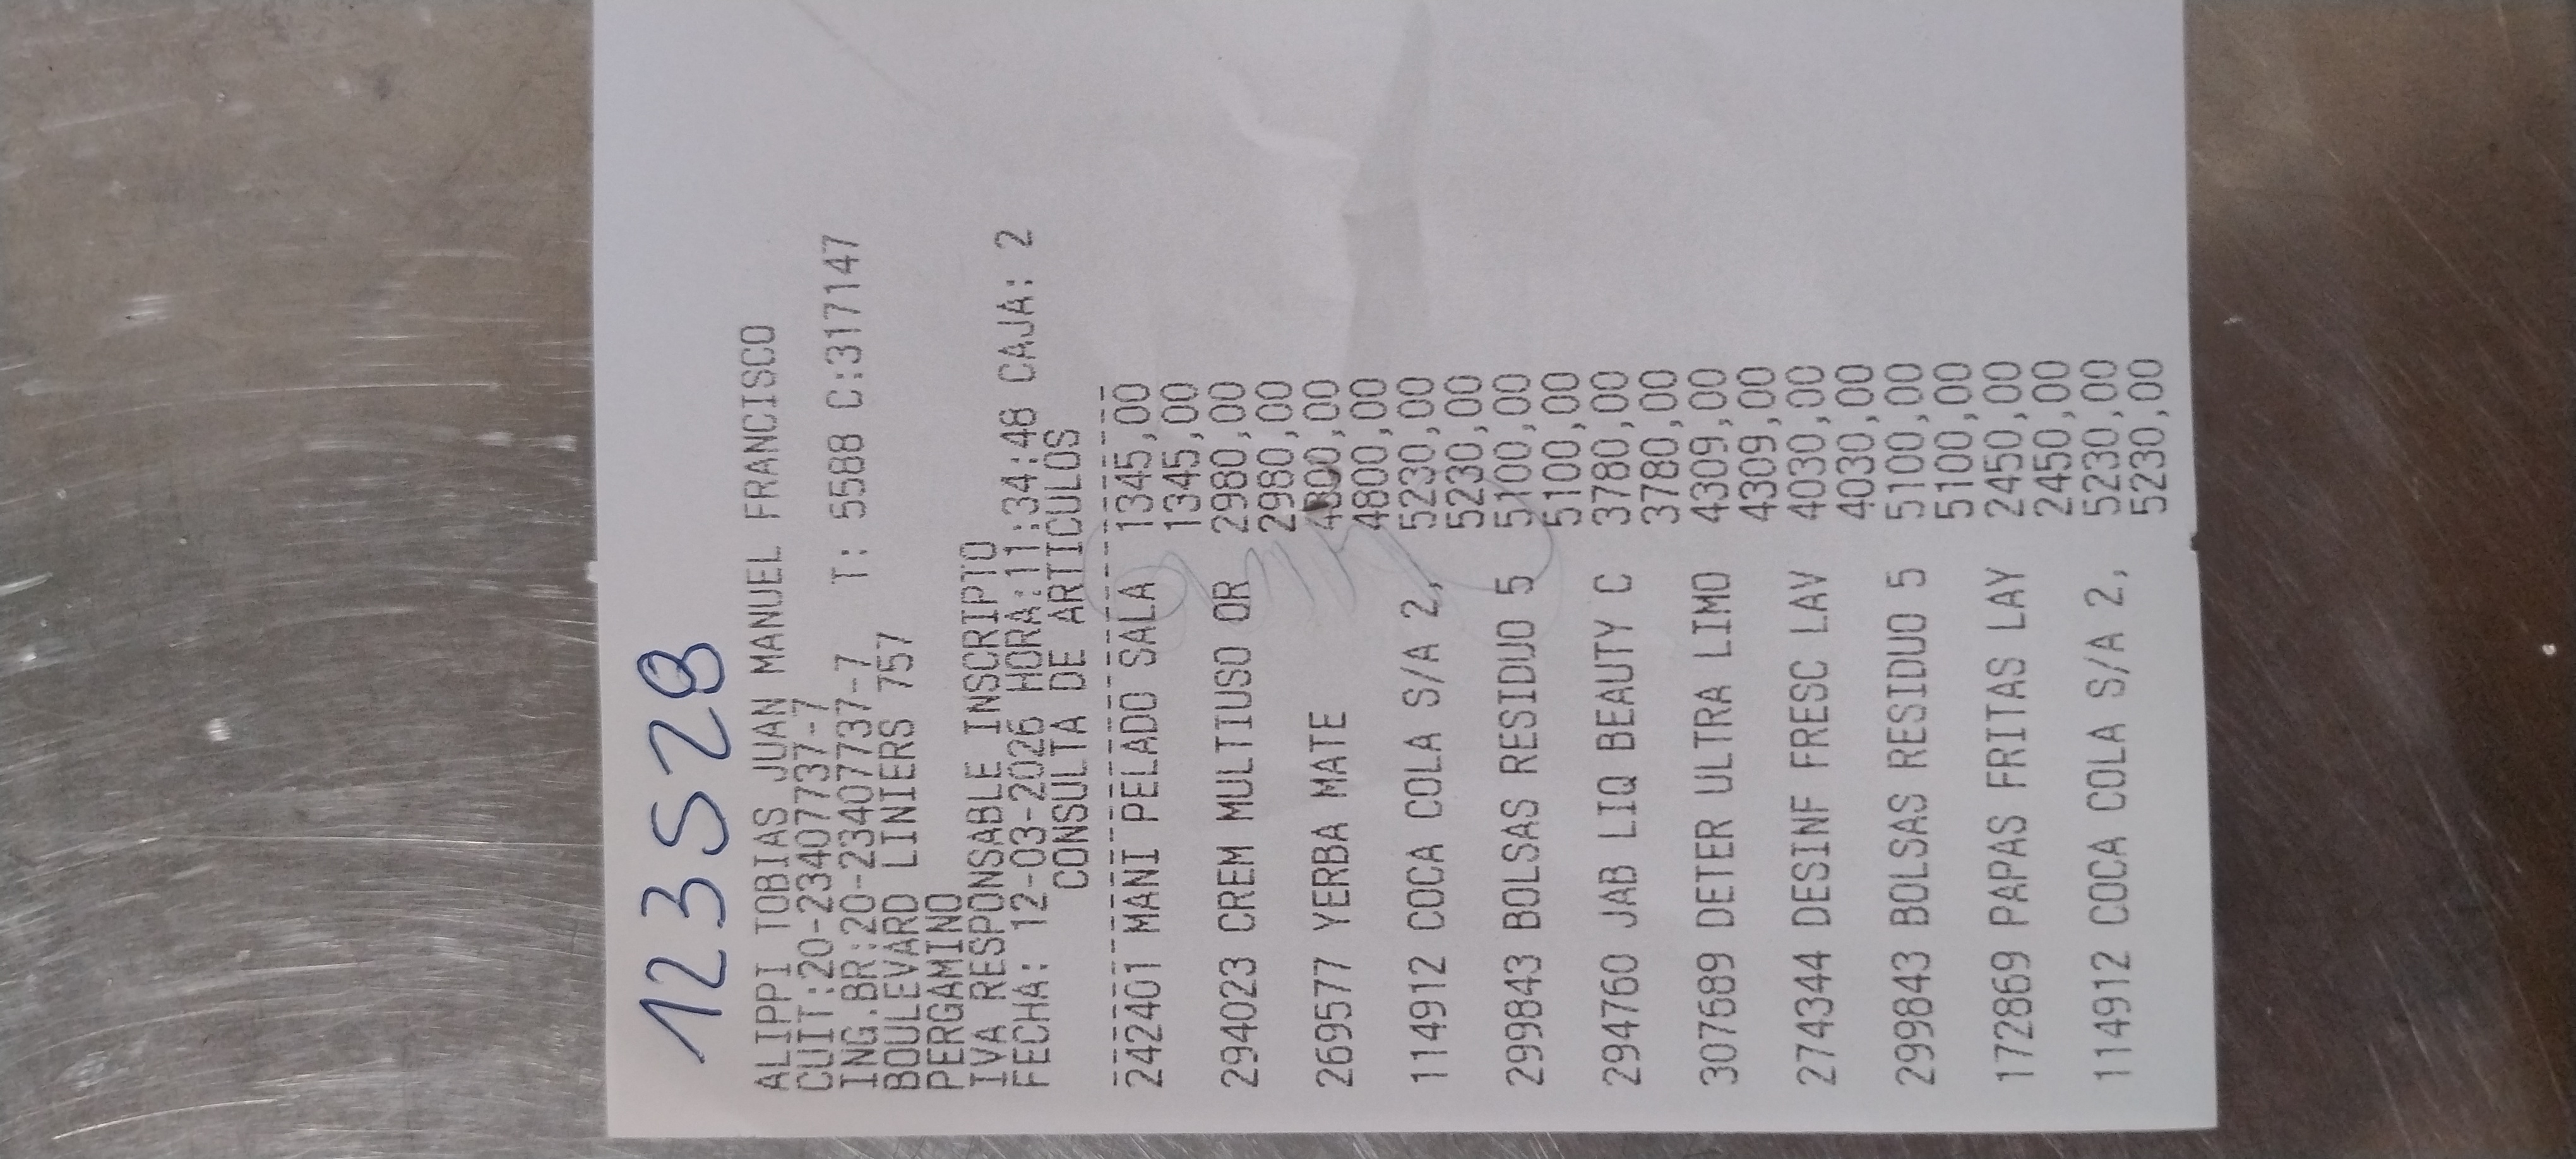 123528
ALIPPI TOBIAS JUAN MANUEL FRANCISCO
CUIT:20-23407737-7
ING.BR:20-23407737-7 T: 5588 C:317147
BOULEVARD LINIERS 757
PERGAMINO
IVA RESPONSABLE INSCRIPTO
FECHA: 12-03-2026 HORA:11:34:48 CAJA: 2
CONSULTA DE ARTICULOS
242401 MANI PELADO SALA 1345,00
1345,00
294023 CREM MULTIUSO OR 2980,00
2980,00
269577 YERBA MATE 4800,00
4800,00
114912 COCA COLA S/A 2, 5230,00
5230,00
299843 BOLSAS RESIDUO 5 5100,00
5100,00
294760 JAB LIQ BEAUTY C 3780,00
3780,00
307689 DETER ULTRA LIMO 4309,00
4309,00
274344 DESINF FRESC LAV 4030,00
4030,00
299843 BOLSAS RESIDUO 5 5100,00
5100,00
172869 PAPAS FRITAS LAY 2450,00
2450,00
114912 COCA COLA S/A 2, 5230,00
5230,00